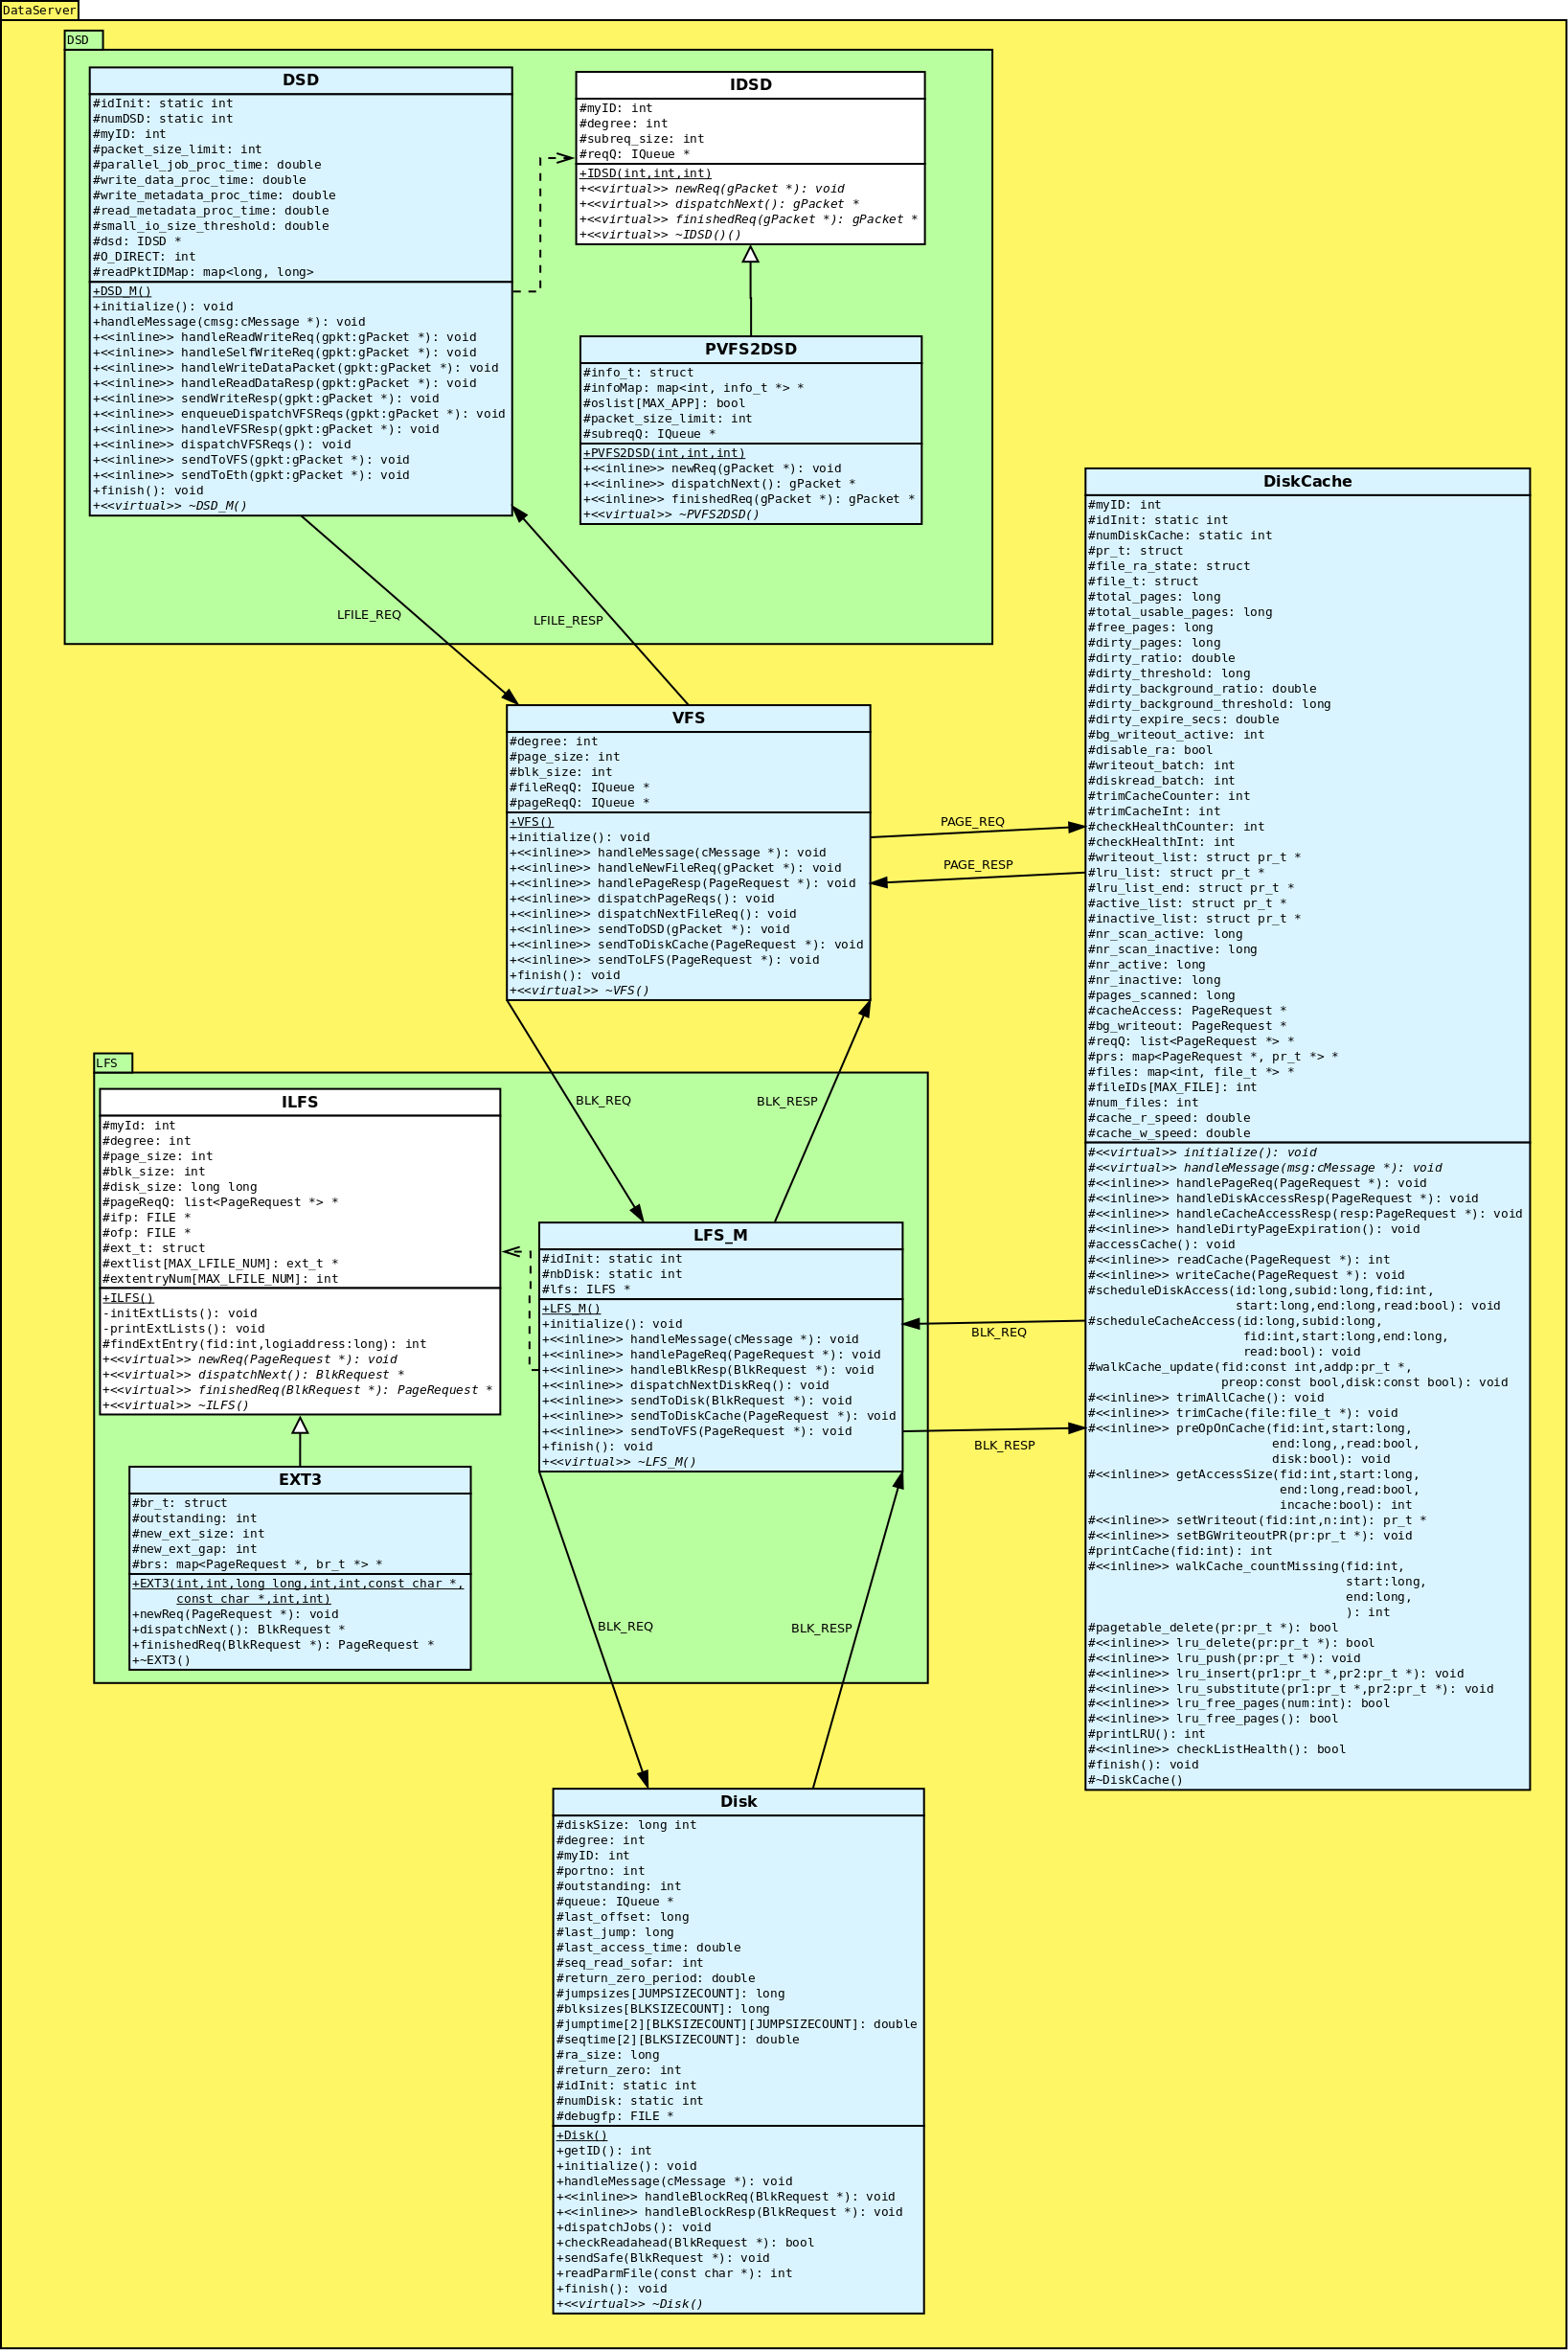 DataServer
DSD
DSD
#idInit: static int
#numDSD: static int
#myID: int
#packet_size_limit: int
#parallel_job_proc_time: double
#write_data_proc_time: double
#write_metadata_proc_time: double
#read_metadata_proc_time: double
#small_io_size_threshold: double
#dsd: IDSD *
#O_DIRECT: int
#readPktIDMap: map<long, long>
+DSD_M()
+initialize(): void
+handleMessage(cmsg:cMessage *): void
+<<inline>> handleReadWriteReq(gpkt:gPacket *): void
+<<inline>> handleSelfWriteReq(gpkt:gPacket *): void
+<<inline>> handleWriteDataPacket(gpkt:gPacket *): void
+<<inline>> handleReadDataResp(gpkt:gPacket *): void
+<<inline>> sendWriteResp(gpkt:gPacket *): void
+<<inline>> enqueueDispatchVFSReqs(gpkt:gPacket *): void
+<<inline>> handleVFSResp(gpkt:gPacket *): void
+<<inline>> dispatchVFSReqs(): void
+<<inline>> sendToVFS(gpkt:gPacket *): void
+<<inline>> sendToEth(gpkt:gPacket *): void
+finish(): void
+<<virtual>> ~DSD_M()
IDSD
#myID: int
#degree: int
#subreq_size: int
#reqQ: IQueue *
+IDSD(int,int,int)
+<<virtual>> newReq(gPacket *): void
+<<virtual>> dispatchNext(): gPacket *
+<<virtual>> finishedReq(gPacket *): gPacket *
+<<virtual>> ~IDSD()()
PVFS2DSD
#info_t: struct
#infoMap: map<int, info_t *> *
#oslist[MAX_APP]: bool
#packet_size_limit: int
#subreqQ: IQueue *
+PVFS2DSD(int,int,int)
+<<inline>> newReq(gPacket *): void
+<<inline>> dispatchNext(): gPacket *
+<<inline>> finishedReq(gPacket *): gPacket *
+<<virtual>> ~PVFS2DSD()
LFILE_REQ
LFILE_RESP
VFS
#degree: int
#page_size: int
#blk_size: int
#fileReqQ: IQueue *
#pageReqQ: IQueue *
+VFS()
+initialize(): void
+<<inline>> handleMessage(cMessage *): void
+<<inline>> handleNewFileReq(gPacket *): void
+<<inline>> handlePageResp(PageRequest *): void
+<<inline>> dispatchPageReqs(): void
+<<inline>> dispatchNextFileReq(): void
+<<inline>> sendToDSD(gPacket *): void
+<<inline>> sendToDiskCache(PageRequest *): void
+<<inline>> sendToLFS(PageRequest *): void
+finish(): void
+<<virtual>> ~VFS()
PAGE_REQ
PAGE_RESP
DiskCache
#myID: int
#idInit: static int
#numDiskCache: static int
#pr_t: struct
#file_ra_state: struct
#file_t: struct
#total_pages: long
#total_usable_pages: long
#free_pages: long
#dirty_pages: long
#dirty_ratio: double
#dirty_threshold: long
#dirty_background_ratio: double
#dirty_background_threshold: long
#dirty_expire_secs: double
#bg_writeout_active: int
#disable_ra: bool
#writeout_batch: int
#diskread_batch: int
#trimCacheCounter: int
#trimCacheInt: int
#checkHealthCounter: int
#checkHealthInt: int
#writeout_list: struct pr_t *
#lru_list: struct pr_t *
#lru_list_end: struct pr_t *
#active_list: struct pr_t *
#inactive_list: struct pr_t *
#nr_scan_active: long
#nr_scan_inactive: long
#nr_active: long
#nr_inactive: long
#pages_scanned: long
#cacheAccess: PageRequest *
#bg_writeout: PageRequest *
#reqQ: list<PageRequest *> *
#prs: map<PageRequest *, pr_t *> *
#files: map<int, file_t *> *
#fileIDs[MAX_FILE]: int
#num_files: int
#cache_r_speed: double
#cache_w_speed: double
#<<virtual>> initialize(): void
#<<virtual>> handleMessage(msg:cMessage *): void
#<<inline>> handlePageReq(PageRequest *): void
#<<inline>> handleDiskAccessResp(PageRequest *): void
#<<inline>> handleCacheAccessResp(resp:PageRequest *): void
#<<inline>> handleDirtyPageExpiration(): void
#accessCache(): void
#<<inline>> readCache(PageRequest *): int
#<<inline>> writeCache(PageRequest *): void
#scheduleDiskAccess(id:long,subid:long,fid:int,
start:long,end:long,read:bool): void
#scheduleCacheAccess(id:long,subid:long,
fid:int,start:long,end:long,
read:bool): void
#walkCache_update(fid:const int,addp:pr_t *,
preop:const bool,disk:const bool): void
#<<inline>> trimAllCache(): void
#<<inline>> trimCache(file:file_t *): void
#<<inline>> preOpOnCache(fid:int,start:long,
end:long,,read:bool,
disk:bool): void
#<<inline>> getAccessSize(fid:int,start:long,
end:long,read:bool,
incache:bool): int
#<<inline>> setWriteout(fid:int,n:int): pr_t *
#<<inline>> setBGWriteoutPR(pr:pr_t *): void
#printCache(fid:int): int
#<<inline>> walkCache_countMissing(fid:int,
start:long,
end:long,
): int
#pagetable_delete(pr:pr_t *): bool
#<<inline>> lru_delete(pr:pr_t *): bool
#<<inline>> lru_push(pr:pr_t *): void
#<<inline>> lru_insert(pr1:pr_t *,pr2:pr_t *): void
#<<inline>> lru_substitute(pr1:pr_t *,pr2:pr_t *): void
#<<inline>> lru_free_pages(num:int): bool
#<<inline>> lru_free_pages(): bool
#printLRU(): int
#<<inline>> checkListHealth(): bool
#finish(): void
#~DiskCache()
LFS
BLK_REQ
BLK_RESP
ILFS
#myId: int
#degree: int
#page_size: int
#blk_size: int
#disk_size: long long
#pageReqQ: list<PageRequest *> *
#ifp: FILE *
#ofp: FILE *
#ext_t: struct
#extlist[MAX_LFILE_NUM]: ext_t *
#extentryNum[MAX_LFILE_NUM]: int
+ILFS()
-initExtLists(): void
-printExtLists(): void
#findExtEntry(fid:int,logiaddress:long): int
+<<virtual>> newReq(PageRequest *): void
+<<virtual>> dispatchNext(): BlkRequest *
+<<virtual>> finishedReq(BlkRequest *): PageRequest *
+<<virtual>> ~ILFS()
LFS_M
#idInit: static int
#nbDisk: static int
#lfs: ILFS *
+LFS_M()
+initialize(): void
+<<inline>> handleMessage(cMessage *): void
+<<inline>> handlePageReq(PageRequest *): void
+<<inline>> handleBlkResp(BlkRequest *): void
+<<inline>> dispatchNextDiskReq(): void
+<<inline>> sendToDisk(BlkRequest *): void
+<<inline>> sendToDiskCache(PageRequest *): void
+<<inline>> sendToVFS(PageRequest *): void
+finish(): void
+<<virtual>> ~LFS_M()
BLK_REQ
BLK_RESP
EXT3
#br_t: struct
#outstanding: int
#new_ext_size: int
#new_ext_gap: int
#brs: map<PageRequest *, br_t *> *
+EXT3(int,int,long long,int,int,const char *,
const char *,int,int)
+newReq(PageRequest *): void
+dispatchNext(): BlkRequest *
+finishedReq(BlkRequest *): PageRequest *
+~EXT3()
BLK_REQ
BLK_RESP
Disk
#diskSize: long int
#degree: int
#myID: int
#portno: int
#outstanding: int
#queue: IQueue *
#last_offset: long
#last_jump: long
#last_access_time: double
#seq_read_sofar: int
#return_zero_period: double
#jumpsizes[JUMPSIZECOUNT]: long
#blksizes[BLKSIZECOUNT]: long
#jumptime[2][BLKSIZECOUNT][JUMPSIZECOUNT]: double
#seqtime[2][BLKSIZECOUNT]: double
#ra_size: long
#return_zero: int
#idInit: static int
#numDisk: static int
#debugfp: FILE *
+Disk()
+getID(): int
+initialize(): void
+handleMessage(cMessage *): void
+<<inline>> handleBlockReq(BlkRequest *): void
+<<inline>> handleBlockResp(BlkRequest *): void
+dispatchJobs(): void
+checkReadahead(BlkRequest *): bool
+sendSafe(BlkRequest *): void
+readParmFile(const char *): int
+finish(): void
+<<virtual>> ~Disk()